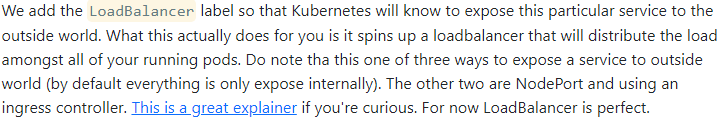 We add the LoadBalancer label so that Kubernetes will know to expose this particular service to the
outside world. What this actually does for you is it spins up a loadbalancer that will distribute the load
amongst all of your running pods. Do note tha this one of three ways to expose a service to outside
world (by default everything is only expose internally). The other two are NodePort and using an
ingress controller. This is a great explainer if you're curious. For now LoadBalancer is perfect.